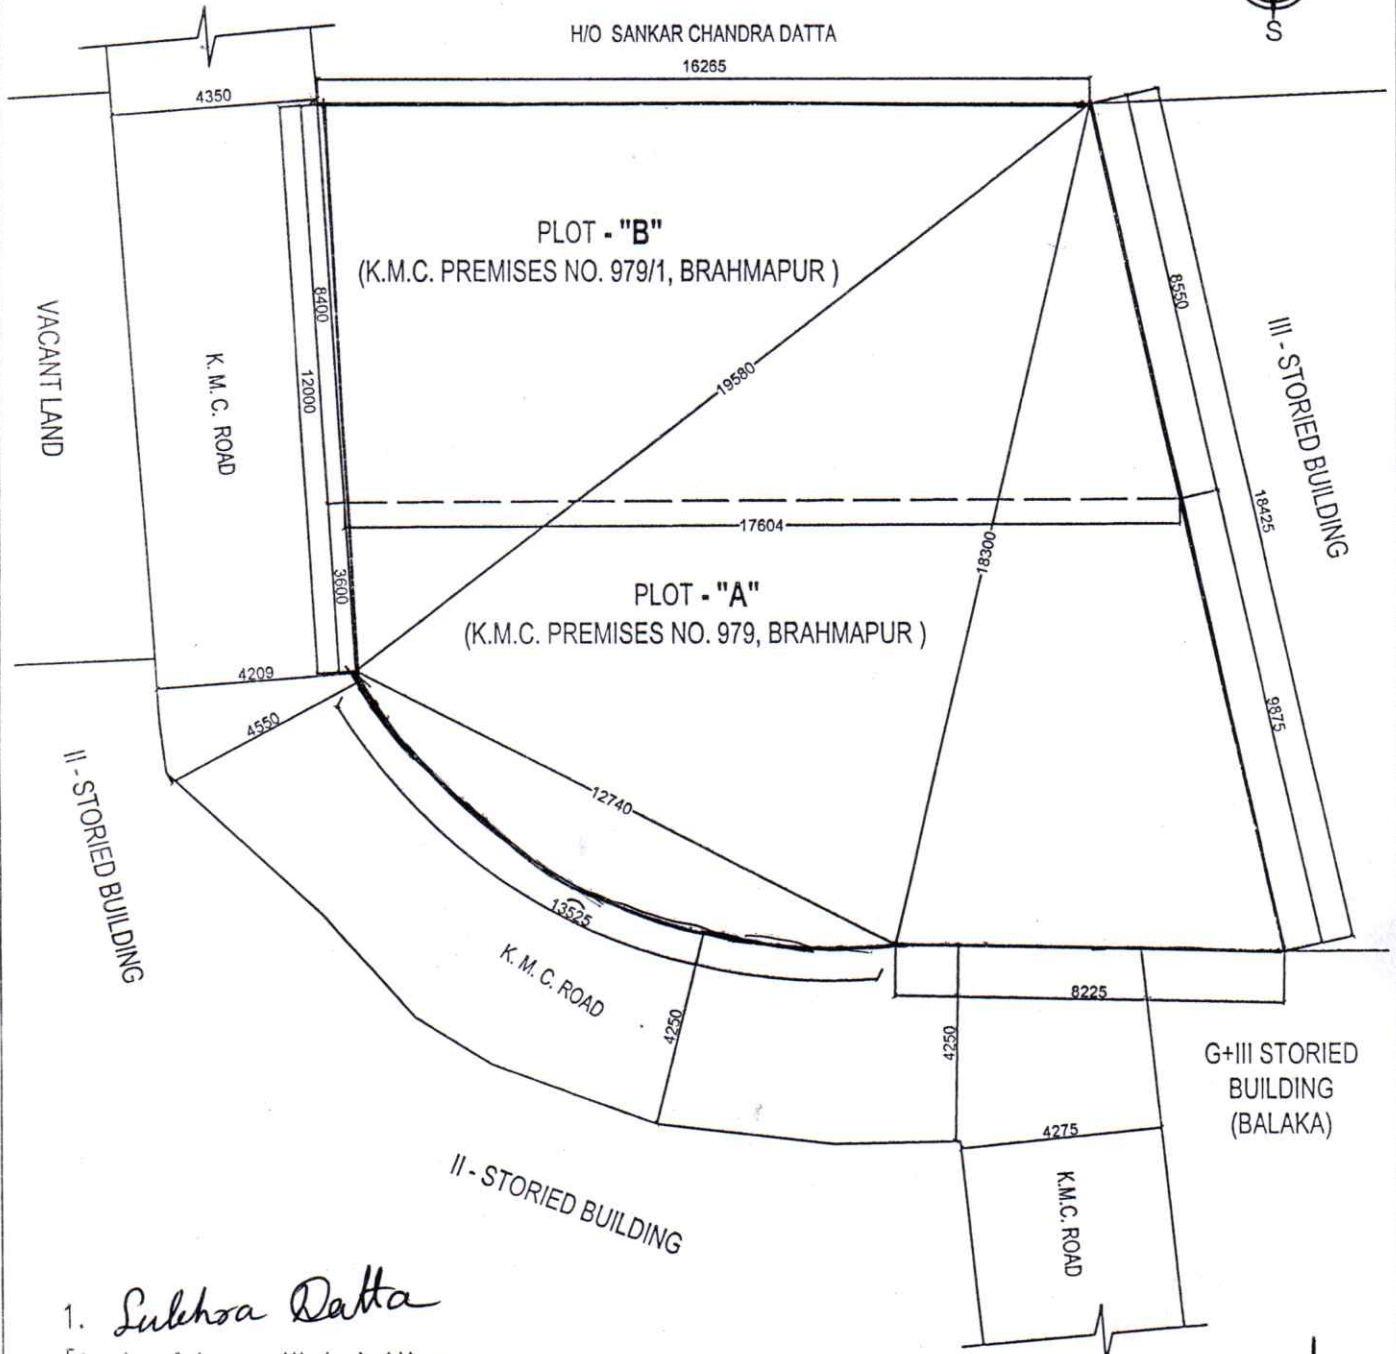 S
H/O SANKAR CHANDRA DATTA
16265
4350
PLOT - "B"
(K.M.C. PREMISES NO. 979/1, BRAHMAPUR )
8400
12000
3600
VACANT LAND
K. M. C. ROAD
19580
8550
18425
9875
III - STORIED BUILDING
17604
18300
PLOT - "A"
(K.M.C. PREMISES NO. 979, BRAHMAPUR )
4209
4550
12740
II - STORIED BUILDING
13525
K. M. C. ROAD
4250
8225
4250
G+III STORIED
BUILDING
(BALAKA)
4275
K.M.C. ROAD
II - STORIED BUILDING
1. Datta